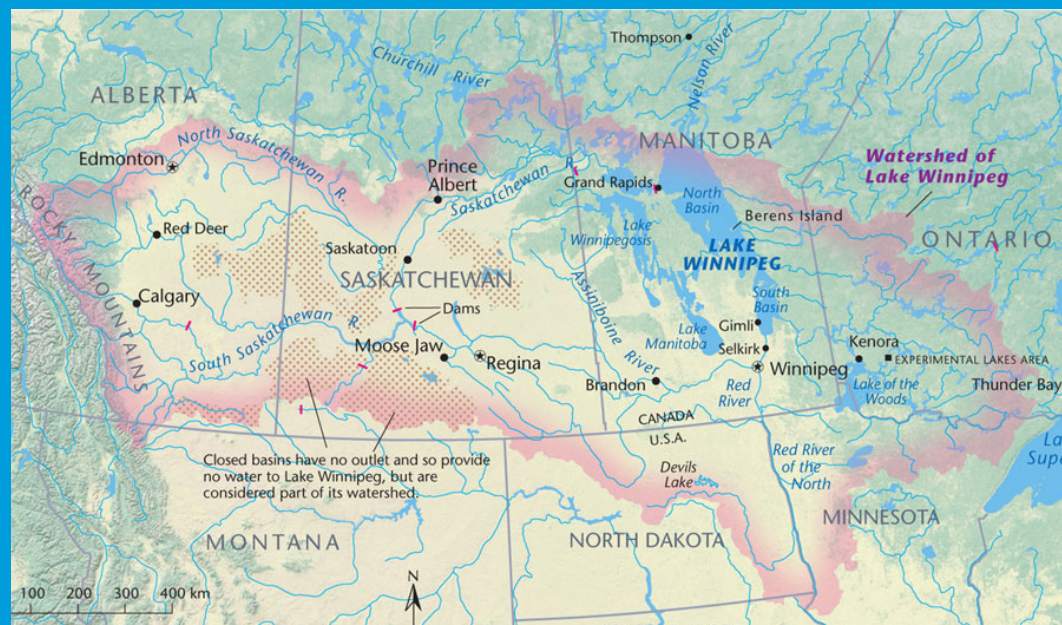 Thompson
Nelson River
Churchill River
ALBERTA
MANITOBA
North Saskatchewan R.
Edmonton
Prince
Albert
Saskatchewan R.
Grand Rapids
Watershed of
Lake Winnipeg
ROCKY MOUNTAINS
North
Basin
Berens Island
Red Deer
Saskatoon
Lake
Winnipegosis
LAKE
WINNIPEG
ONTARIO
SASKATCHEWAN
Assiniboine River
Calgary
Dams
South
Basin
South Saskatchewan R.
Gimli
Lake
Manitoba
Selkirk
Kenora
Moose Jaw
Regina
Winnipeg
EXPERIMENTAL LAKES AREA
Brandon
Red
River
Lake of the
Woods
Thunder Bay
CANADA
U.S.A.
La
Supe
Closed basins have no outlet and so provide
no water to Lake Winnipeg, but are
considered part of its watershed.
Devils
Lake
Red River of
the North
MONTANA
NORTH DAKOTA
MINNESOTA
N
100 200 300 400 km